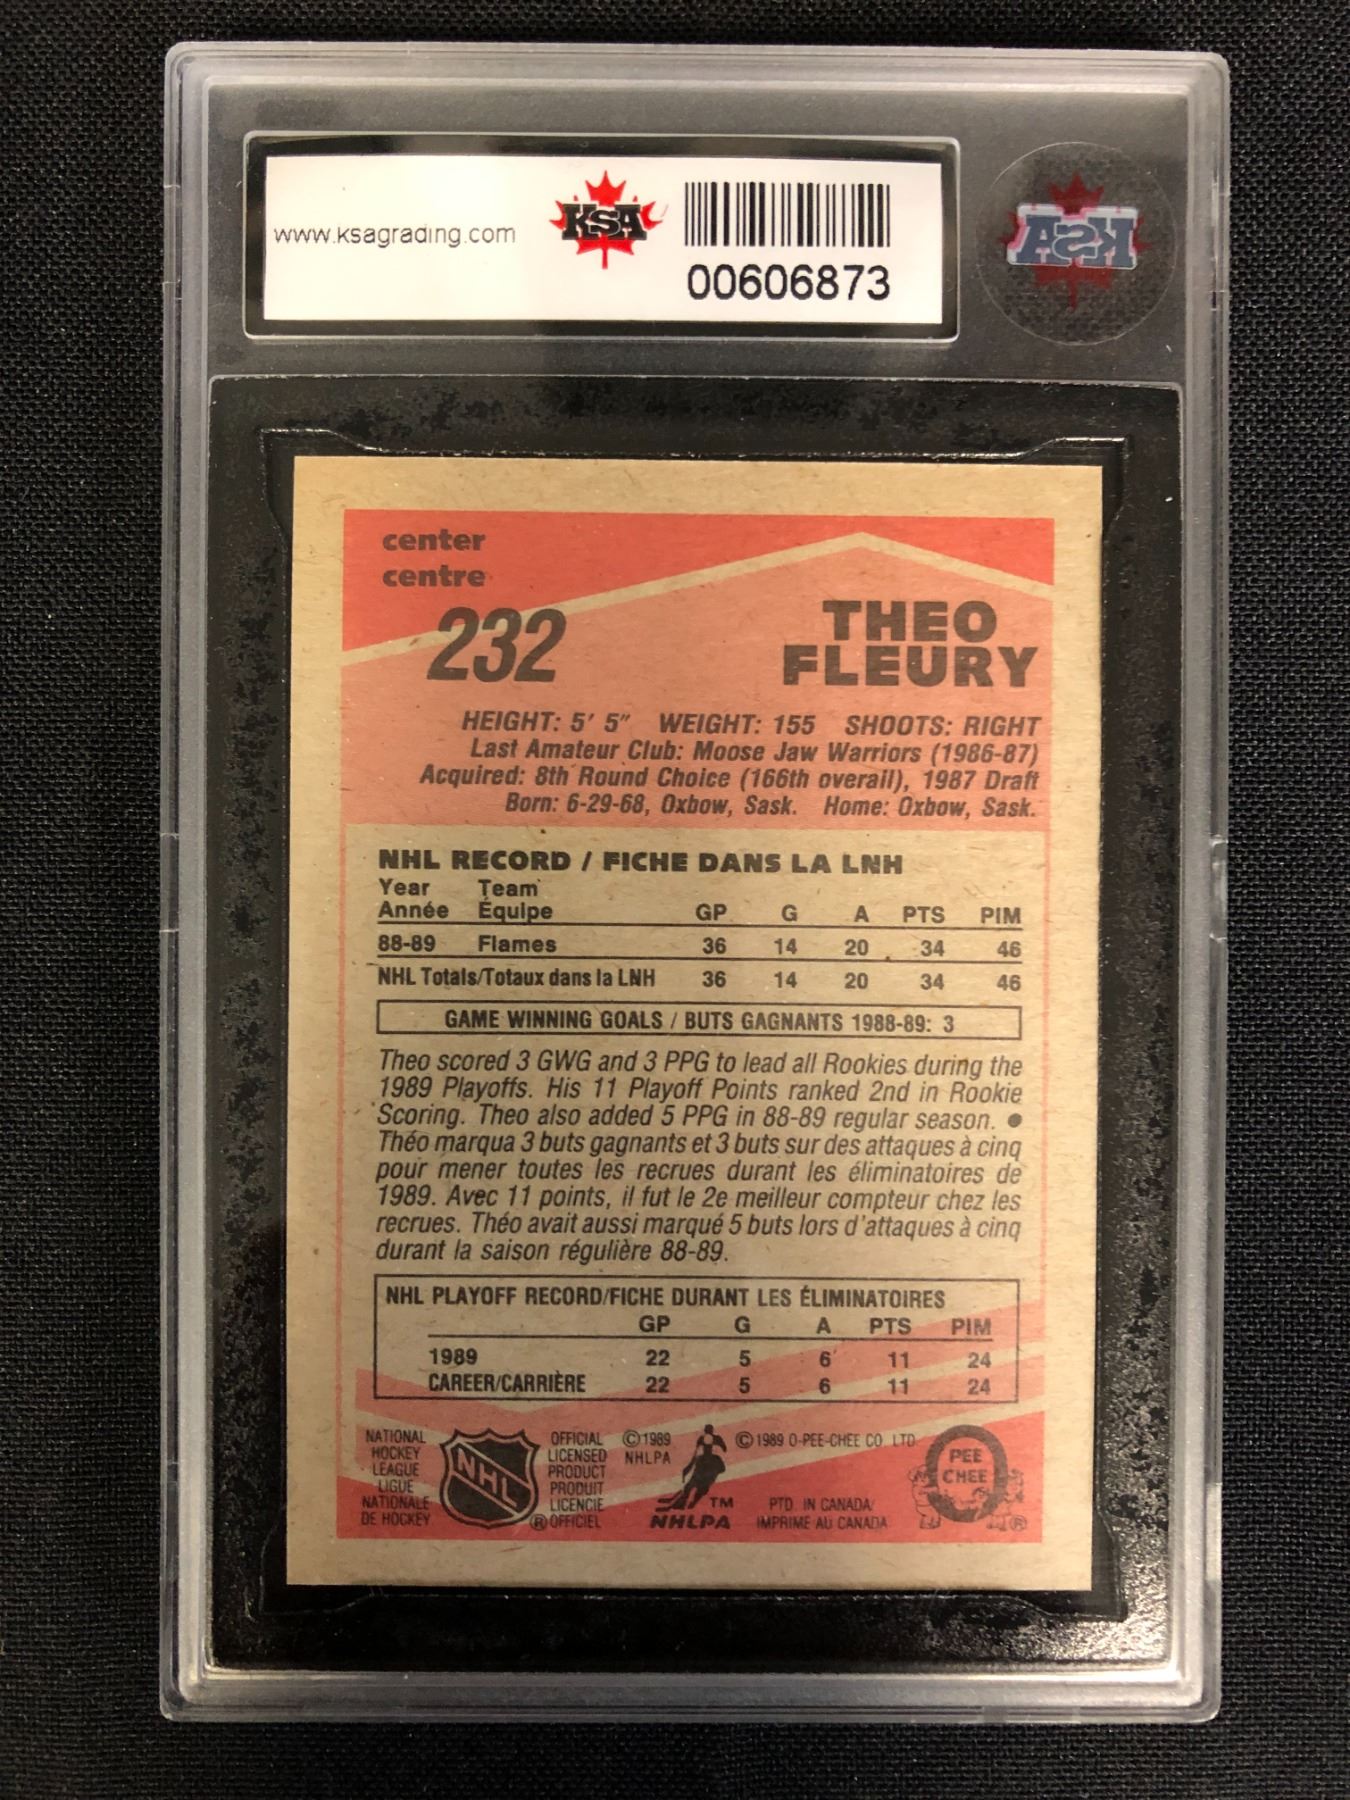 www.ksagrading.com
KSA
00606873
KSA
center
centre
232
THEO
FLEURY
HEIGHT: 5' 5" WEIGHT: 155 SHOOTS: RIGHT
Last Amateur Club: Moose Jaw Warriors (1986-87)
Acquired: 8th Round Choice (166th overall), 1987 Draft
Born: 6-29-68, Oxbow, Sask. Home: Oxbow, Sask.
NHL RECORD / FICHE DANS LA LNH
Year Team
Année Équipe GP G A PTS PIM
88-89 Flames 36 14 20 34 46
NHL Totals/Totaux dans la LNH 36 14 20 34 46
GAME WINNING GOALS / BUTS GAGNANTS 1988-89: 3
Theo scored 3 GWG and 3 PPG to lead all Rookies during the
1989 Playoffs. His 11 Playoff Points ranked 2nd in Rookie
Scoring. Theo also added 5 PPG in 88-89 regular season. ●
Théo marqua 3 buts gagnants et 3 buts sur des attaques à cinq
pour mener toutes les recrues durant les éliminatoires de
1989. Avec 11 points, il fut le 2e meilleur compteur chez les
recrues. Théo avait aussi marqué 5 buts lors d'attaques à cinq
durant la saison régulière 88-89.
NHL PLAYOFF RECORD/FICHE DURANT LES ÉLIMINATOIRES
GP G A PTS PIM
1989 22 5 6 11 24
CAREER/CARRIÈRE 22 5 6 11 24
NATIONAL
HOCKEY
LEAGUE
LIGUE
NATIONALE
DE HOCKEY
NHL
OFFICIAL
LICENSED
PRODUCT
PRODUIT
LICENCIE
® OFFICIEL
© 1989
NHLPA
TM
NHLPA
© 1989 O-PEE-CHEE CO. LTD.
PTD. IN CANADA/
IMPRIME AU CANADA
PEE
CHEE
®